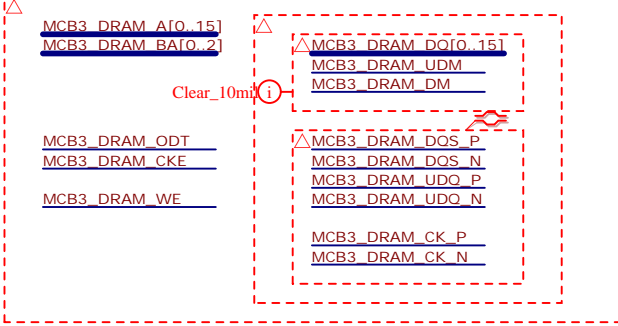 MCB3_DRAM_A[0..15]
MCB3_DRAM_BA[0..2]
MCB3_DRAM_ODT
MCB3_DRAM_CKE
MCB3_DRAM_WE
Clear_10mil
i
MCB3_DRAM_DQ[0..15]
MCB3_DRAM_UDM
MCB3_DRAM_DM
MCB3_DRAM_DQS_P
MCB3_DRAM_DQS_N
MCB3_DRAM_UDQ_P
MCB3_DRAM_UDQ_N
MCB3_DRAM_CK_P
MCB3_DRAM_CK_N